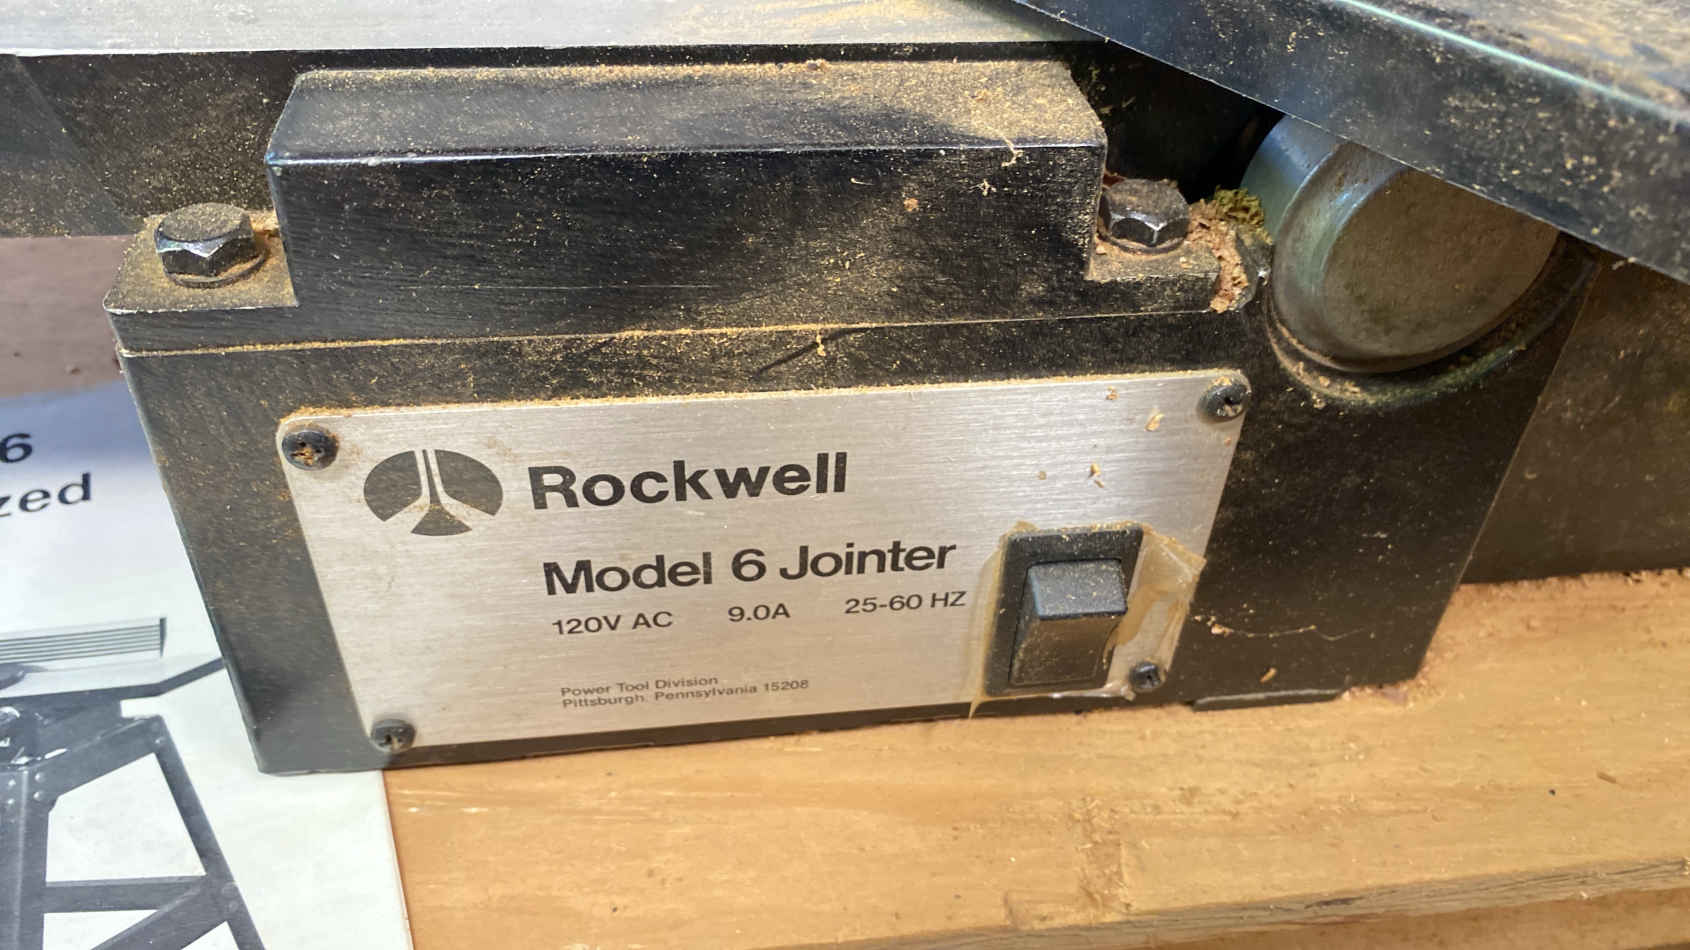 6
zed
Rockwell
Model 6 Jointer
120V AC 9.0A 25-60 HZ
Power Tool Division
Pittsburgh, Pennsylvania 15208